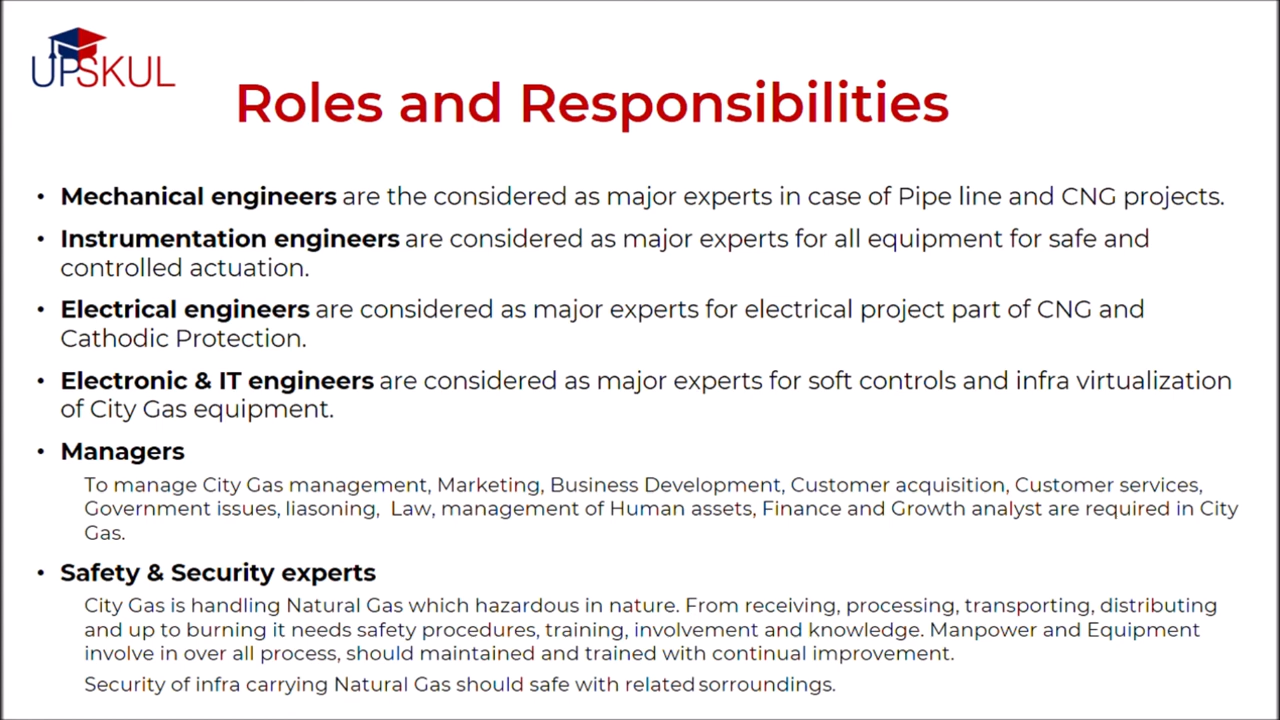 UPSKUL
Roles and Responsibilities
• Mechanical engineers are the considered as major experts in case of Pipe line and CNG projects.
• Instrumentation engineers are considered as major experts for all equipment for safe and
controlled actuation.
• Electrical engineers are considered as major experts for electrical project part of CNG and
Cathodic Protection.
• Electronic & IT engineers are considered as major experts for soft controls and infra virtualization
of City Gas equipment.
• Managers
To manage City Gas management, Marketing, Business Development, Customer acquisition, Customer services,
Government issues, liasoning, Law, management of Human assets, Finance and Growth analyst are required in City
Gas.
• Safety & Security experts
City Gas is handling Natural Gas which hazardous in nature. From receiving, processing, transporting, distributing
and up to burning it needs safety procedures, training, involvement and knowledge. Manpower and Equipment
involve in over all process, should maintained and trained with continual improvement.
Security of infra carrying Natural Gas should safe with related sorroundings.